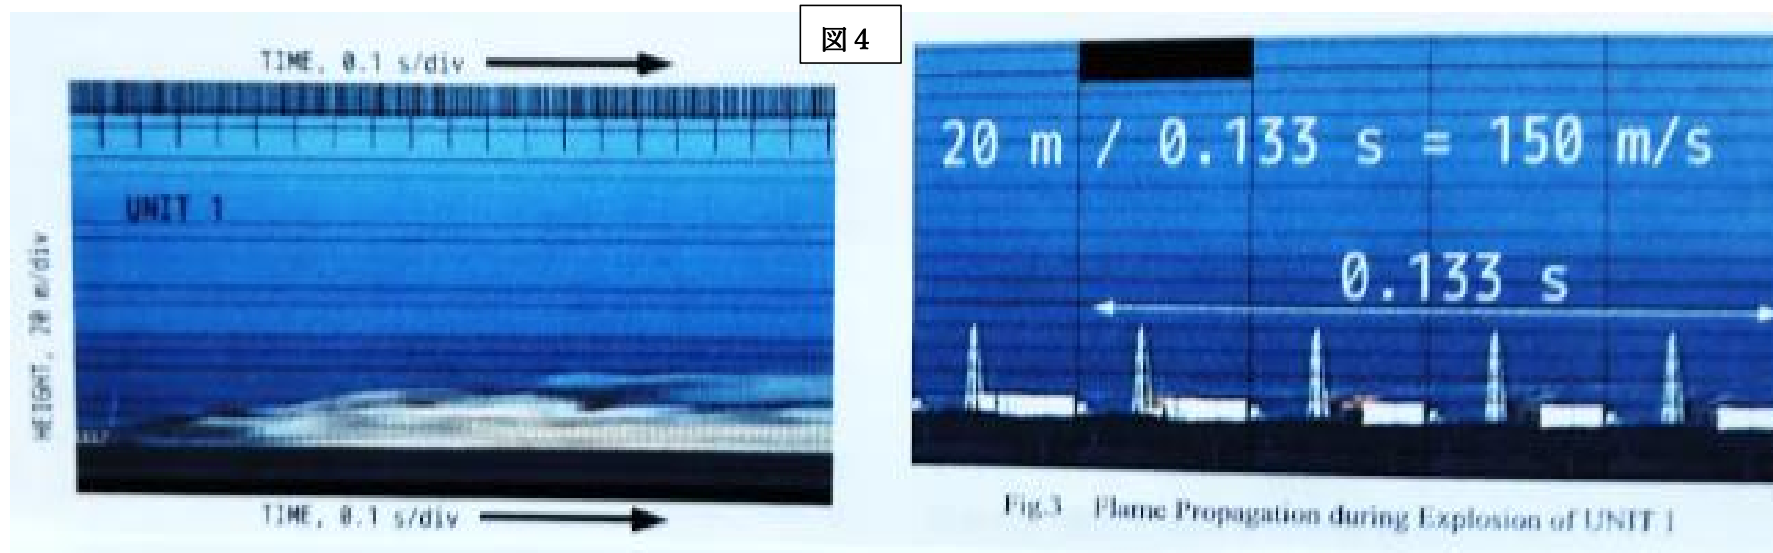 図4
TIME, 0.1 s/div
UNIT 1
HEIGHT, 20 m/div
TIME, 0.1 s/div
20 m / 0.133 s = 150 m/s
0.133 s
Fig.3 Flame Propagation during Explosion of UNIT 1